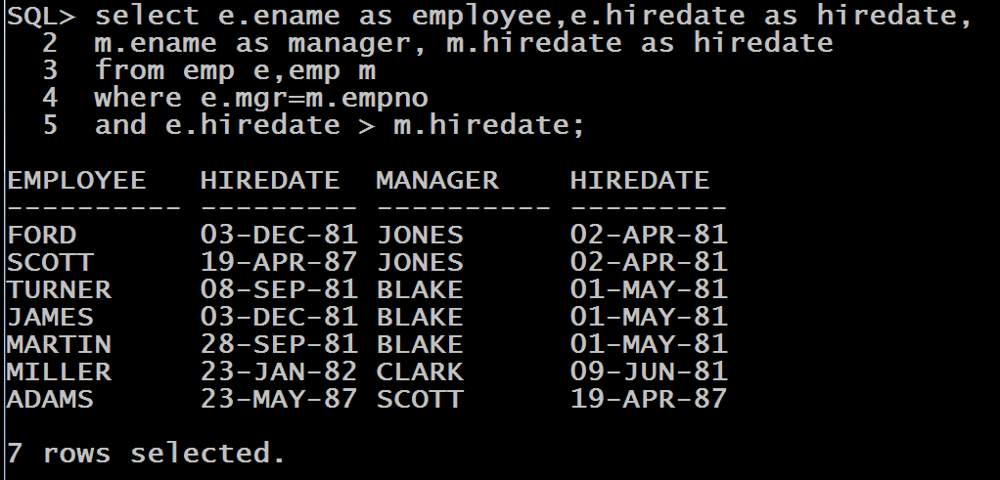 SQL> select e.ename as employee,e.hiredate as hiredate,
  2  m.ename as manager, m.hiredate as hiredate
  3  from emp e,emp m
  4  where e.mgr=m.empno
  5  and e.hiredate > m.hiredate;

EMPLOYEE   HIREDATE  MANAGER    HIREDATE
---------- --------- ---------- ---------
FORD       03-DEC-81 JONES      02-APR-81
SCOTT      19-APR-87 JONES      02-APR-81
TURNER     08-SEP-81 BLAKE      01-MAY-81
JAMES      03-DEC-81 BLAKE      01-MAY-81
MARTIN     28-SEP-81 BLAKE      01-MAY-81
MILLER     23-JAN-82 CLARK      09-JUN-81
ADAMS      23-MAY-87 SCOTT      19-APR-87

7 rows selected.